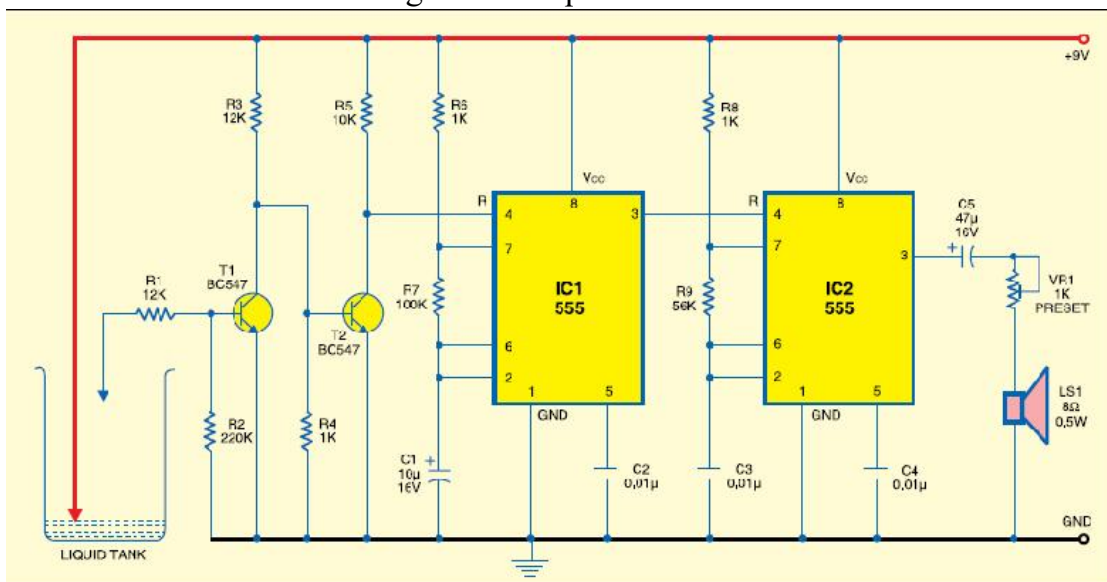 +9V
R3
12K
R5
10K
R6
1K
R8
1K
Vcc
Vcc
R
4
8
3
R
4
8
C5
47µ
16V
+
7
7
3
R1
12K
T1
BC547
R7
100K
IC1
555
R9
56K
IC2
555
VR1
1K
PRESET
T2
BC547
6
2
6
2
1
5
1
5
GND
GND
LS1
8Ω
0,5W
R2
220K
R4
1K
C1
10µ
16V
+
C2
0,01µ
C3
0,01µ
C4
0,01µ
GND
LIQUID TANK